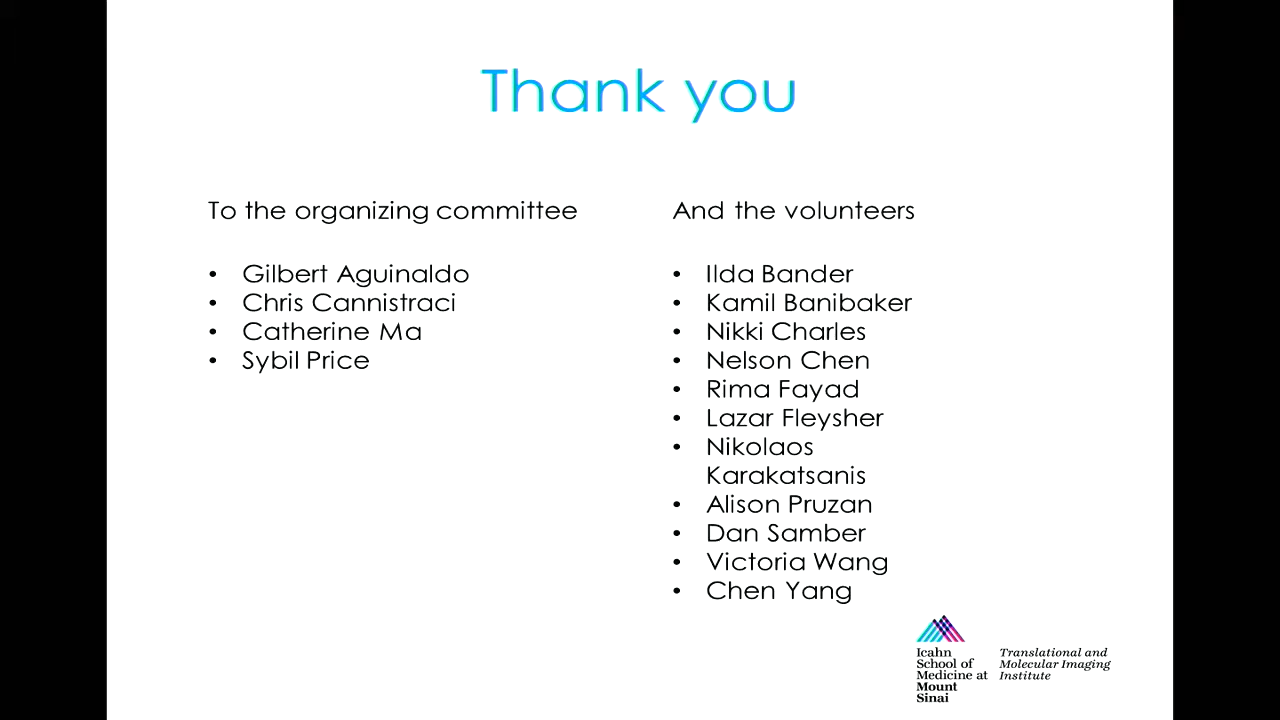 Thank you
To the organizing committee
• Gilbert Aguinaldo
• Chris Cannistraci
• Catherine Ma
• Sybil Price
And the volunteers
• Ilda Bander
• Kamil Banibaker
• Nikki Charles
• Nelson Chen
• Rima Fayad
• Lazar Fleysher
• Nikolaos
Karakatsanis
• Alison Pruzan
• Dan Samber
• Victoria Wang
• Chen Yang
Icahn
School of
Medicine at
Mount
Sinai
Translational and
Molecular Imaging
Institute